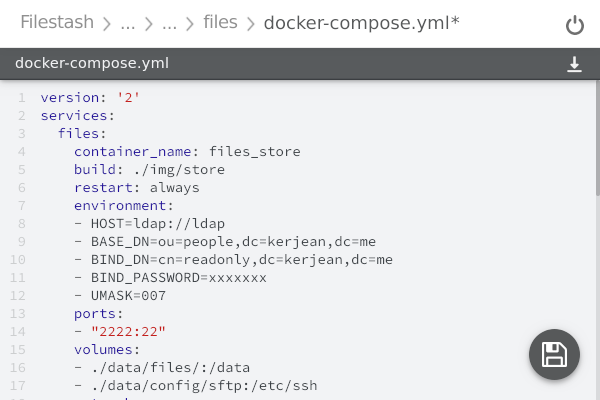 Filestash > ... > ... > files > docker-compose.yml*
docker-compose.yml
1 version: '2'
2 services:
3   files:
4     container_name: files_store
5     build: ./img/store
6     restart: always
7     environment:
8     - HOST=ldap://ldap
9     - BASE_DN=ou=people,dc=kerjean,dc=me
10     - BIND_DN=cn=readonly,dc=kerjean,dc=me
11     - BIND_PASSWORD=xxxxxxx
12     - UMASK=007
13     ports:
14     - "2222:22"
15     volumes:
16     - ./data/files/:/data
17     - ./data/config/sftp:/etc/ssh